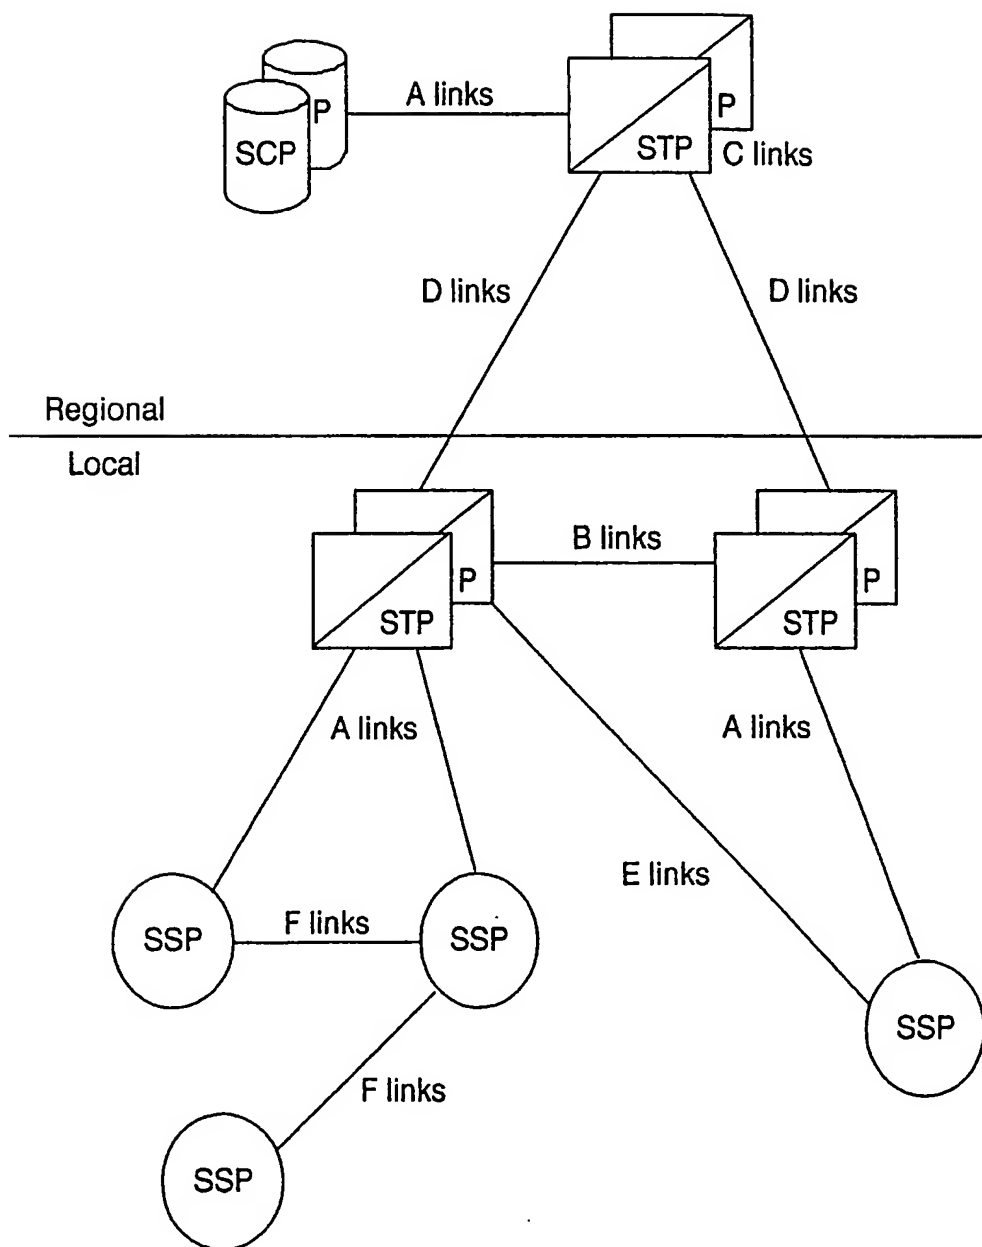 A links
P
P
SCP
STP
C links
D links
D links
Regional
Local
B links
P
P
STP
STP
A links
A links
E links
SSP
F links
SSP
SSP
F links
SSP